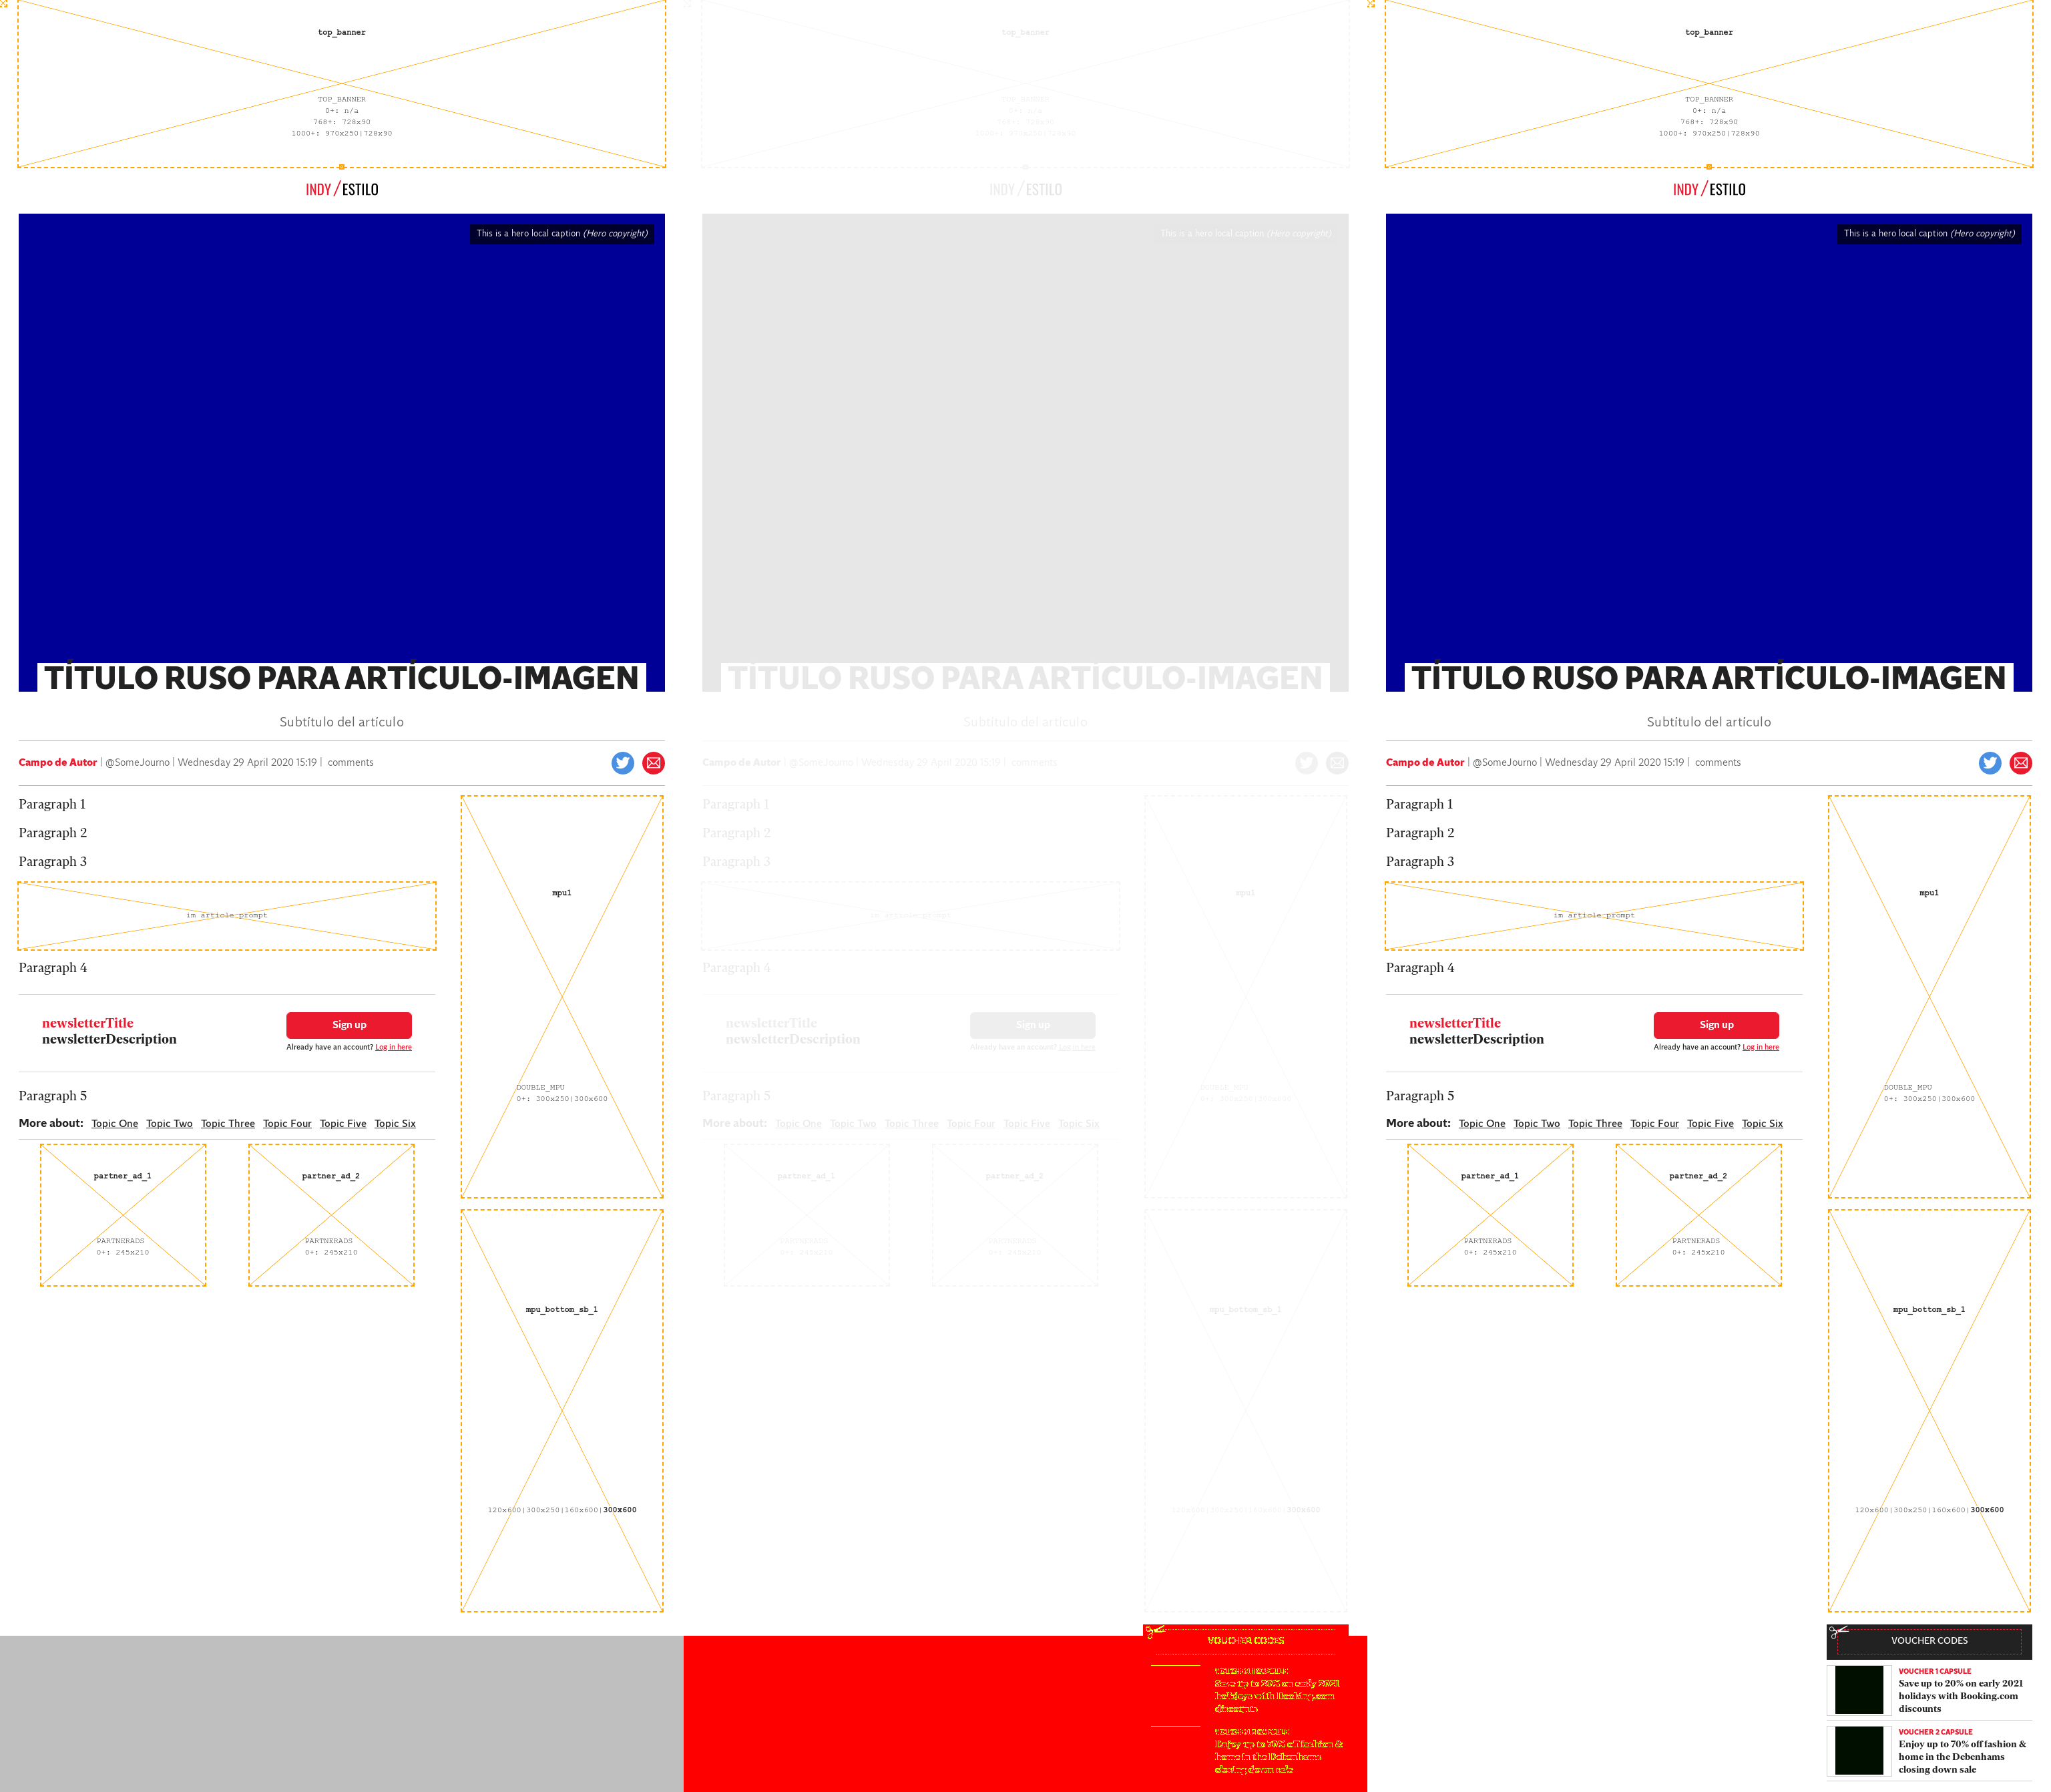 top_banner
TOP_BANNER
0+: n/a
768+: 728x90
1000+: 970x250|728x90
INDY/ESTILO
This is a hero local caption (Hero copyright)
TÍTULO RUSO PARA ARTÍCULO-IMAGEN
Subtítulo del artículo
Campo de Autor | @SomeJourno | Wednesday 29 April 2020 15:19 | comments
Paragraph 1
Paragraph 2
Paragraph 3
im article prompt
Paragraph 4
newsletterTitle
newsletterDescription
Sign up
Already have an account? Log in here
Paragraph 5
More about: Topic One Topic Two Topic Three Topic Four Topic Five Topic Six
partner_ad_1
PARTNERADS
0+: 245x210
partner_ad_2
PARTNERADS
0+: 245x210
mpu1
DOUBLE_MPU
0+: 300x250|300x600
mpu_bottom_sb_1
120x600|300x250|160x600|300x600
top_banner
TOP_BANNER
0+: n/a
768+: 728x90
1000+: 970x250|728x90
INDY/ESTILO
This is a hero local caption (Hero copyright)
TÍTULO RUSO PARA ARTÍCULO-IMAGEN
Subtítulo del artículo
Campo de Autor | @SomeJourno | Wednesday 29 April 2020 15:19 | comments
Paragraph 1
Paragraph 2
Paragraph 3
im article prompt
Paragraph 4
newsletterTitle
newsletterDescription
Sign up
Already have an account? Log in here
Paragraph 5
More about: Topic One Topic Two Topic Three Topic Four Topic Five Topic Six
partner_ad_1
PARTNERADS
0+: 245x210
partner_ad_2
PARTNERADS
0+: 245x210
mpu1
DOUBLE_MPU
0+: 300x250|300x600
mpu_bottom_sb_1
120x600|300x250|160x600|300x600
VOUCHER CODES
Save up to 20% on early 2021
holidays with Booking.com
discounts
Enjoy up to 70% off fashion &
home in the Debenhams
closing down sale
top_banner
TOP_BANNER
0+: n/a
768+: 728x90
1000+: 970x250|728x90
INDY/ESTILO
This is a hero local caption (Hero copyright)
TÍTULO RUSO PARA ARTÍCULO-IMAGEN
Subtítulo del artículo
Campo de Autor | @SomeJourno | Wednesday 29 April 2020 15:19 | comments
Paragraph 1
Paragraph 2
Paragraph 3
im article prompt
Paragraph 4
newsletterTitle
newsletterDescription
Sign up
Already have an account? Log in here
Paragraph 5
More about: Topic One Topic Two Topic Three Topic Four Topic Five Topic Six
partner_ad_1
PARTNERADS
0+: 245x210
partner_ad_2
PARTNERADS
0+: 245x210
mpu1
DOUBLE_MPU
0+: 300x250|300x600
mpu_bottom_sb_1
120x600|300x250|160x600|300x600
VOUCHER CODES
VOUCHER 1 CAPSULE
Save up to 20% on early 2021
holidays with Booking.com
discounts
VOUCHER 2 CAPSULE
Enjoy up to 70% off fashion &
home in the Debenhams
closing down sale